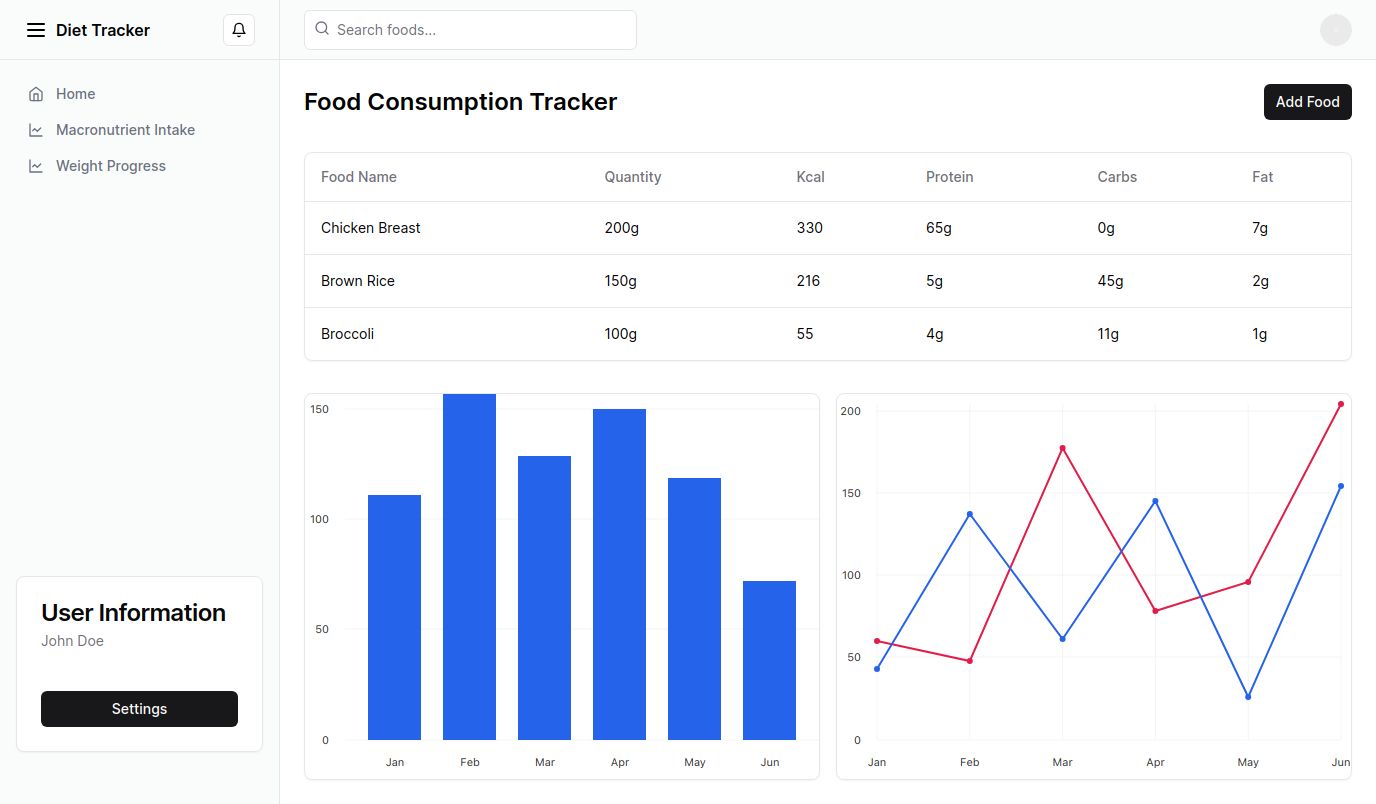 Diet Tracker
Search foods...
Home
Macronutrient Intake
Weight Progress
User Information
John Doe
Settings
Food Consumption Tracker
Add Food
Food Name Quantity Kcal Protein Carbs Fat
Chicken Breast 200g 330 65g 0g 7g
Brown Rice 150g 216 5g 45g 2g
Broccoli 100g 55 4g 11g 1g
150
100
50
0
Jan Feb Mar Apr May Jun
200
150
100
50
0
Jan Feb Mar Apr May Jun